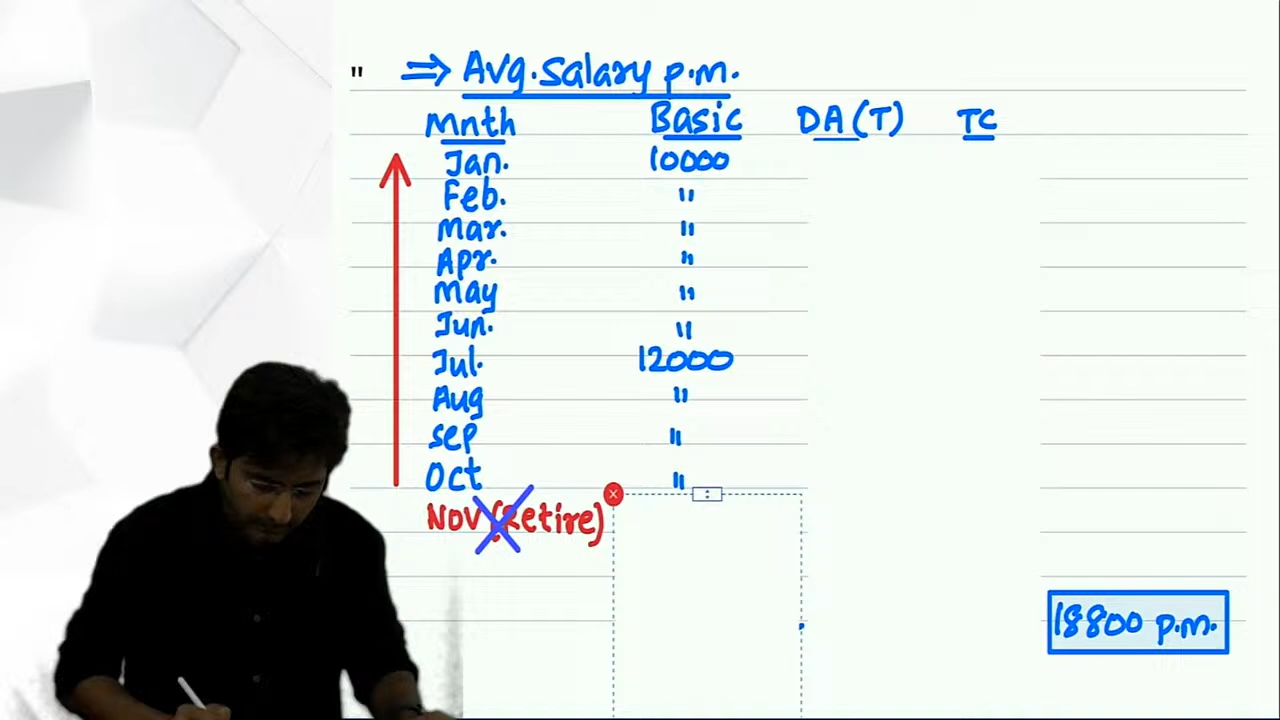 " ⇒ Avg. Salary p.m.
Mnth Basic DA (T) TC
Jan. 10000
Feb. "
Mar. "
Apr. "
May "
Jun. "
Jul. 12000
Aug "
Sep "
Oct "
Nov (Retire)
18800 p.m.